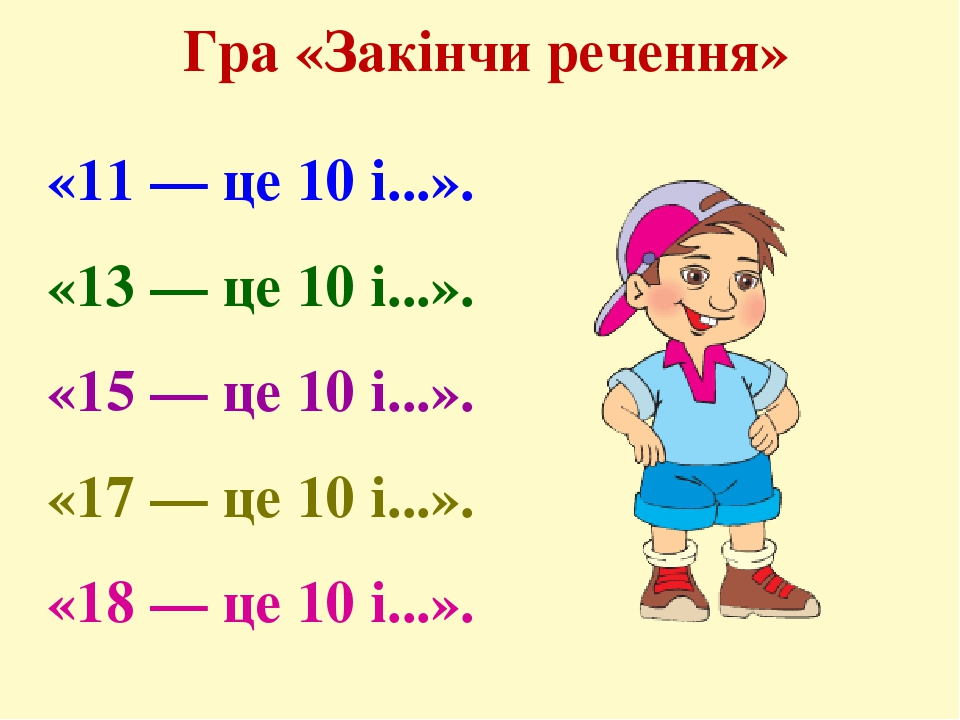 Гра «Закінчи речення»
«11 — це 10 і...».
«13 — це 10 і...».
«15 — це 10 і...».
«17 — це 10 і...».
«18 — це 10 і...».